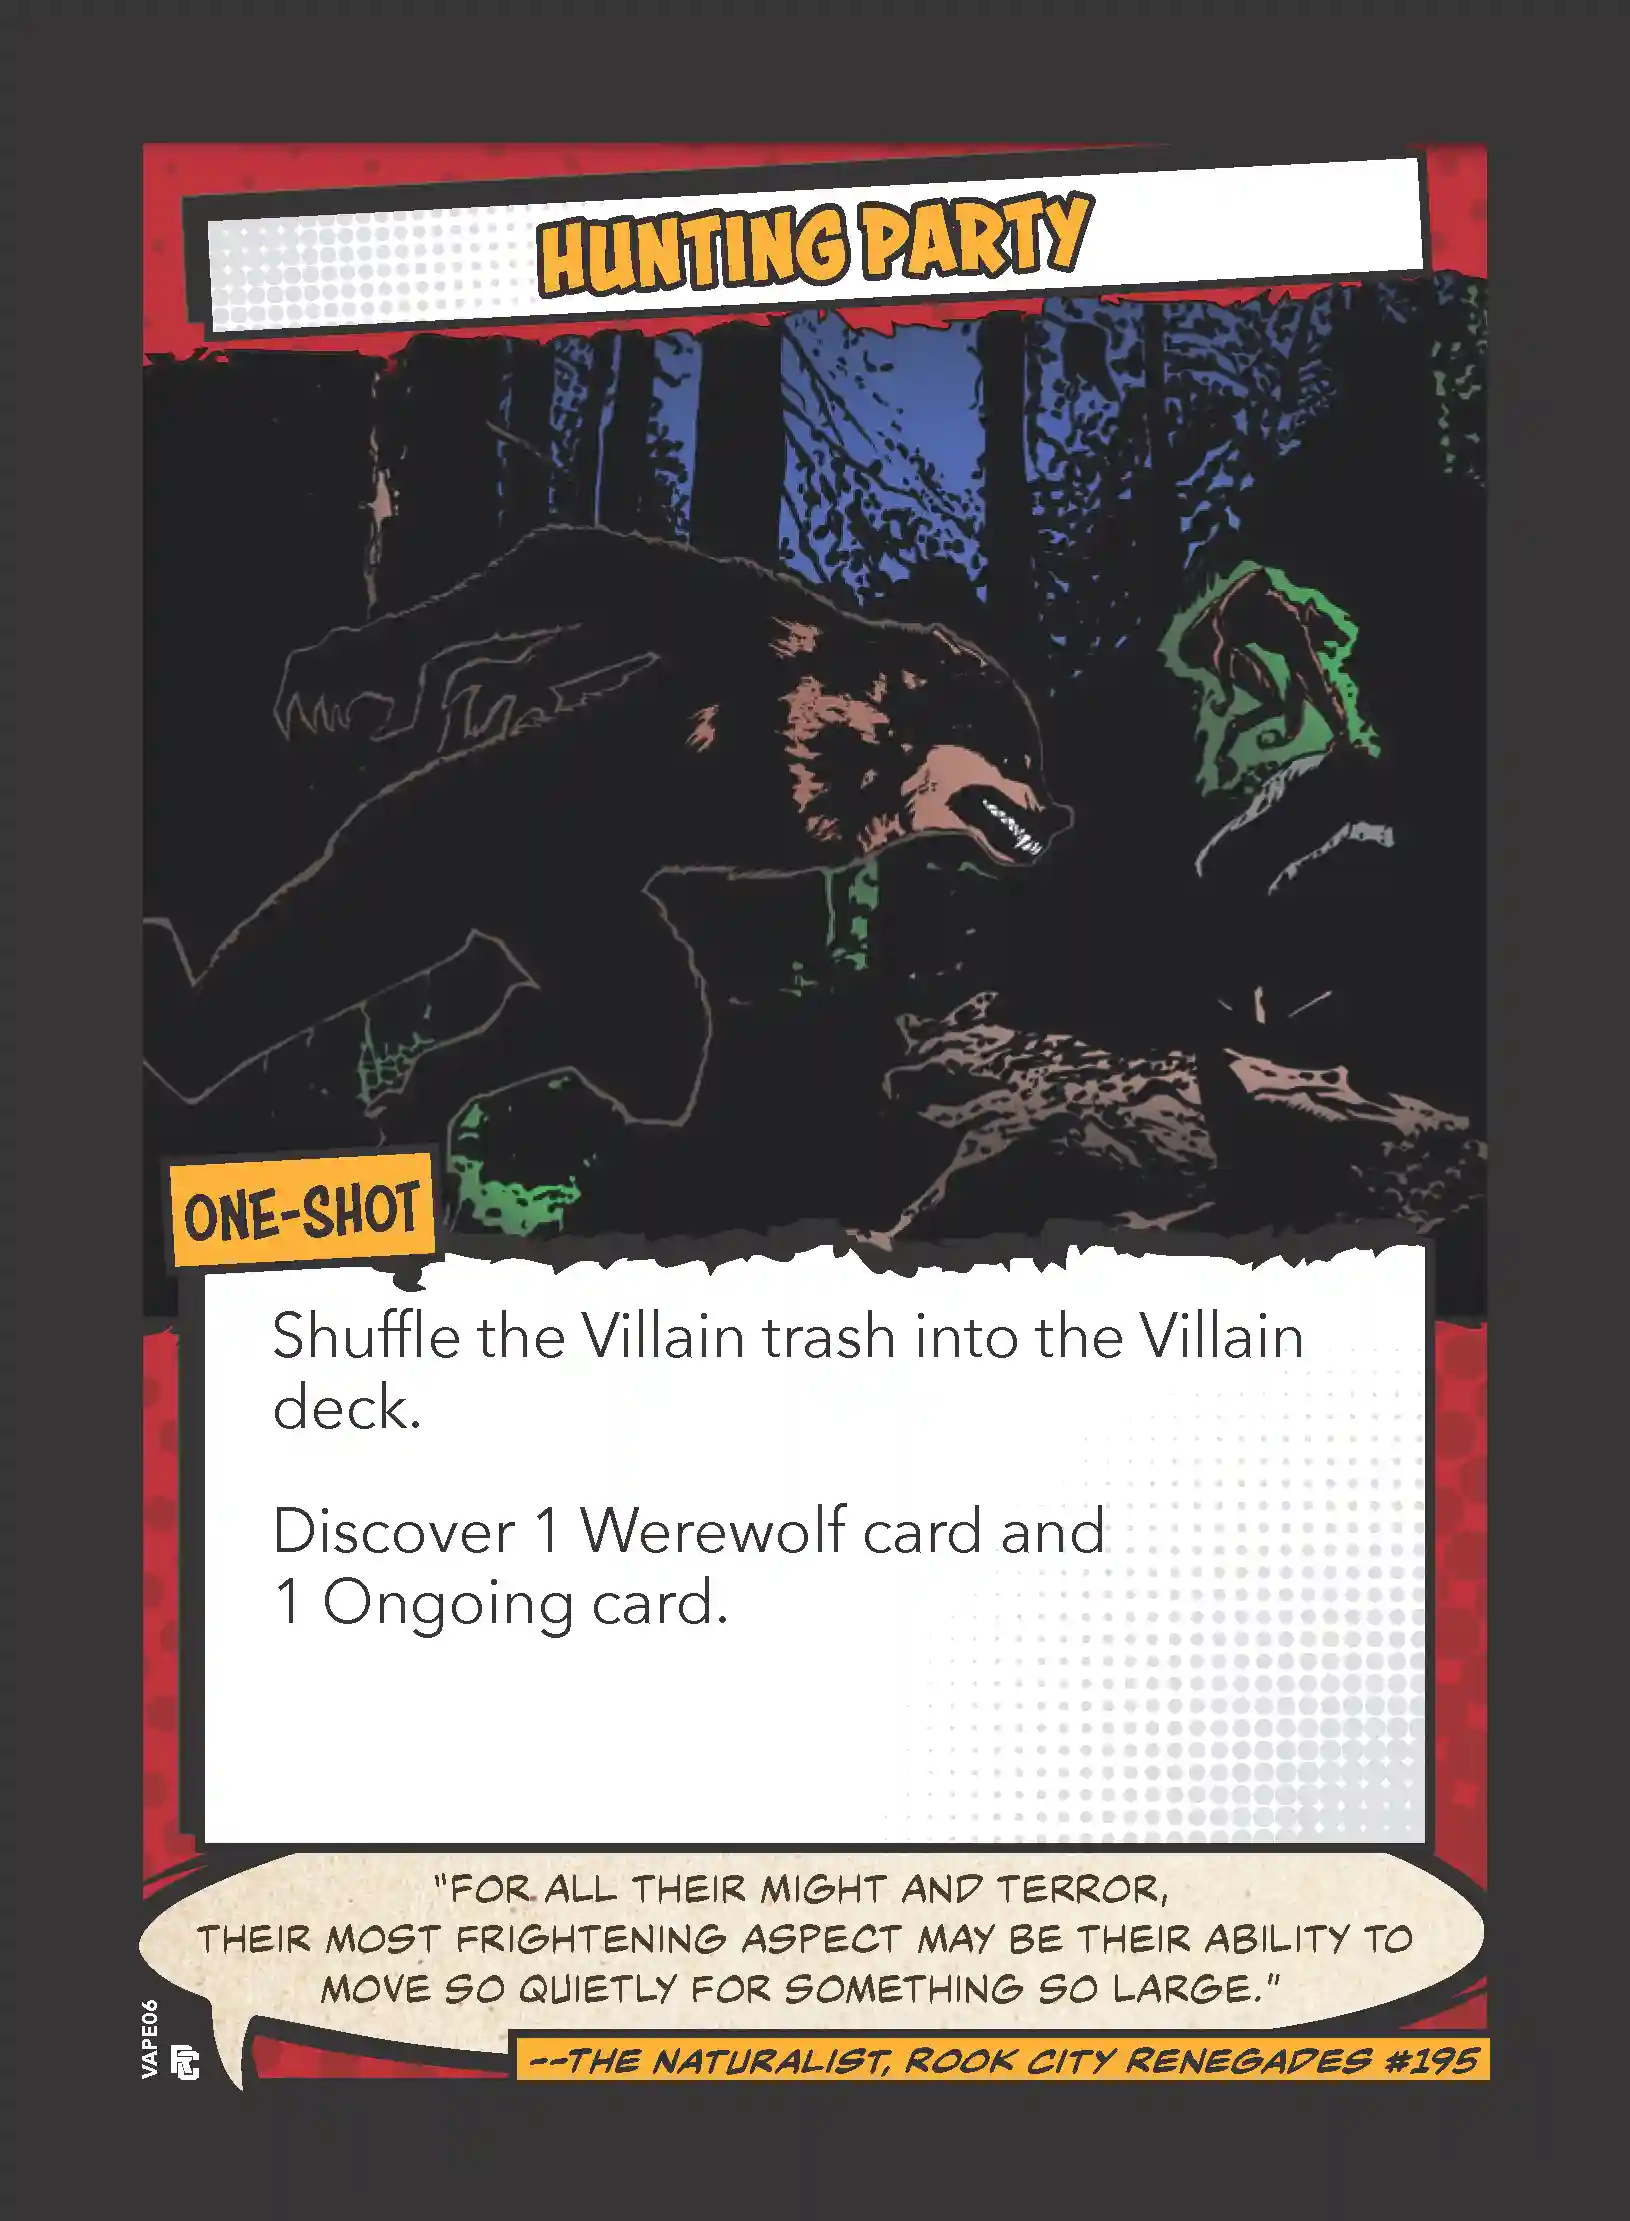 HUNTING PARTY
ONE-SHOT
Shuffle the Villain trash into the Villain
deck.
Discover 1 Werewolf card and
1 Ongoing card.
"FOR ALL THEIR MIGHT AND TERROR,
THEIR MOST FRIGHTENING ASPECT MAY BE THEIR ABILITY TO
MOVE SO QUIETLY FOR SOMETHING SO LARGE."
--THE NATURALIST, ROOK CITY RENEGADES #195
VAPE06